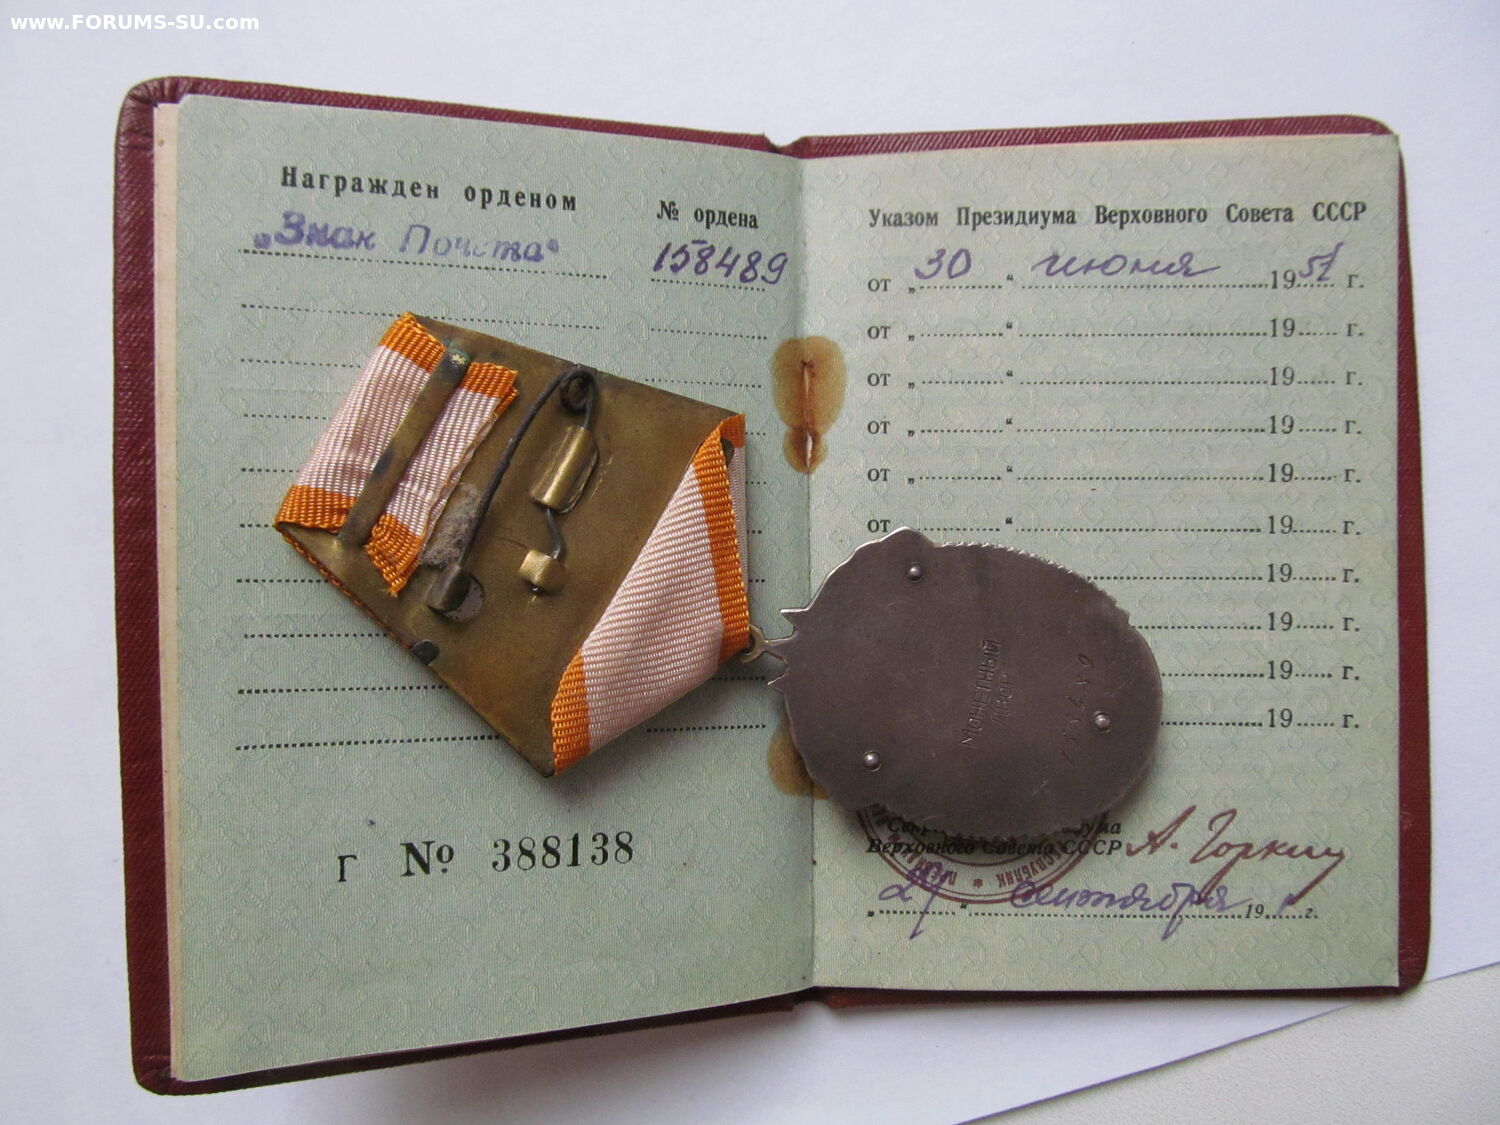 www.FORUMS-SU.com
Награжден орденом
№ ордена
„Знак Почета“
158489
Указом Президиума Верховного Совета СССР
от „ 30 “ июня 1951 г.
от „ “ 19 г.
от „ “ 19 г.
от „ “ 19 г.
от „ “ 19 г.
от “ 19 г.
19 г.
19 г.
19 г.
19 г.
МОНЕТНЫЙ
ДВОР
158489
Г № 388138
Верховного Совета СССР
А. Горкин
сентября 19 г.